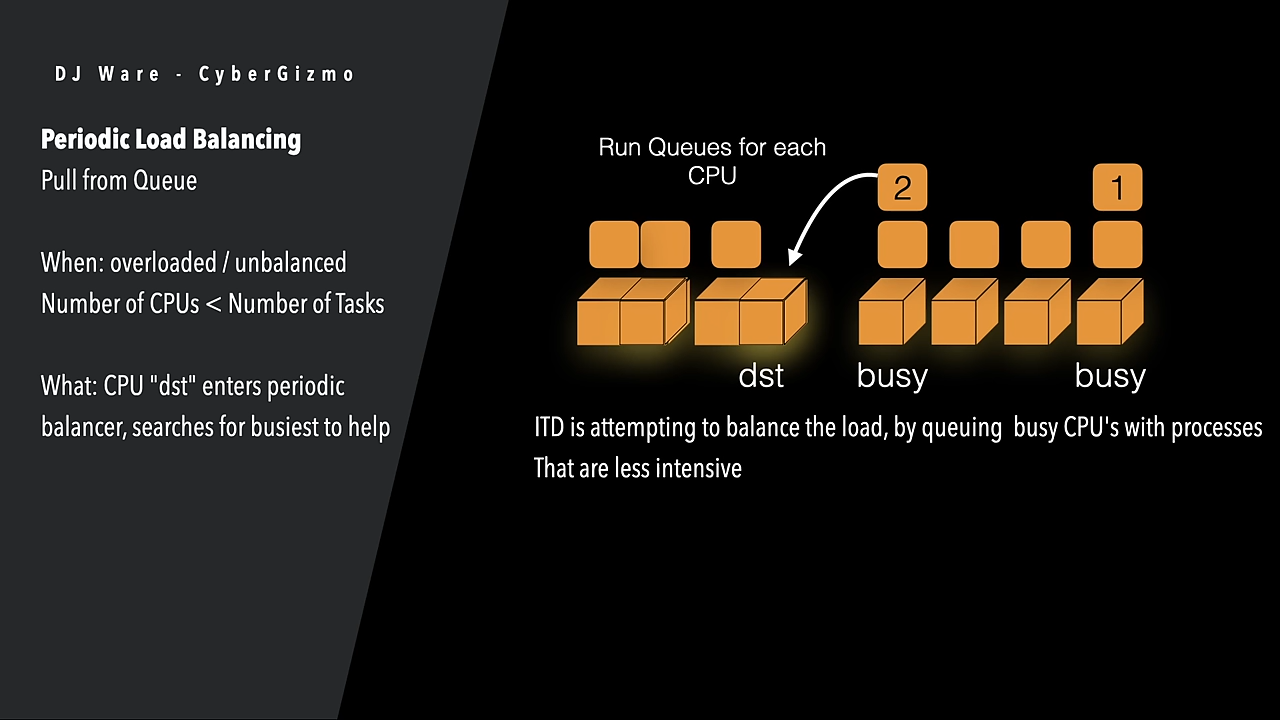 DJ Ware - CyberGizmo
Periodic Load Balancing
Pull from Queue
When: overloaded / unbalanced
Number of CPUs < Number of Tasks
What: CPU "dst" enters periodic
balancer, searches for busiest to help
Run Queues for each
CPU
2
1
dst
busy
busy
ITD is attempting to balance the load, by queuing  busy CPU's with processes
That are less intensive